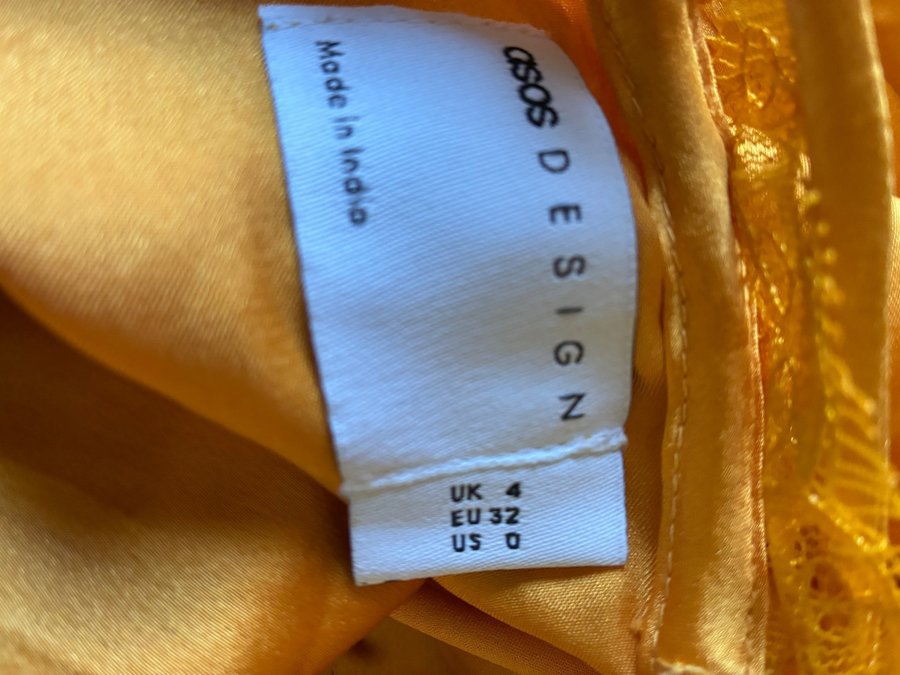 asos DESIGN
Made in India
UK 4
EU 32
US 0